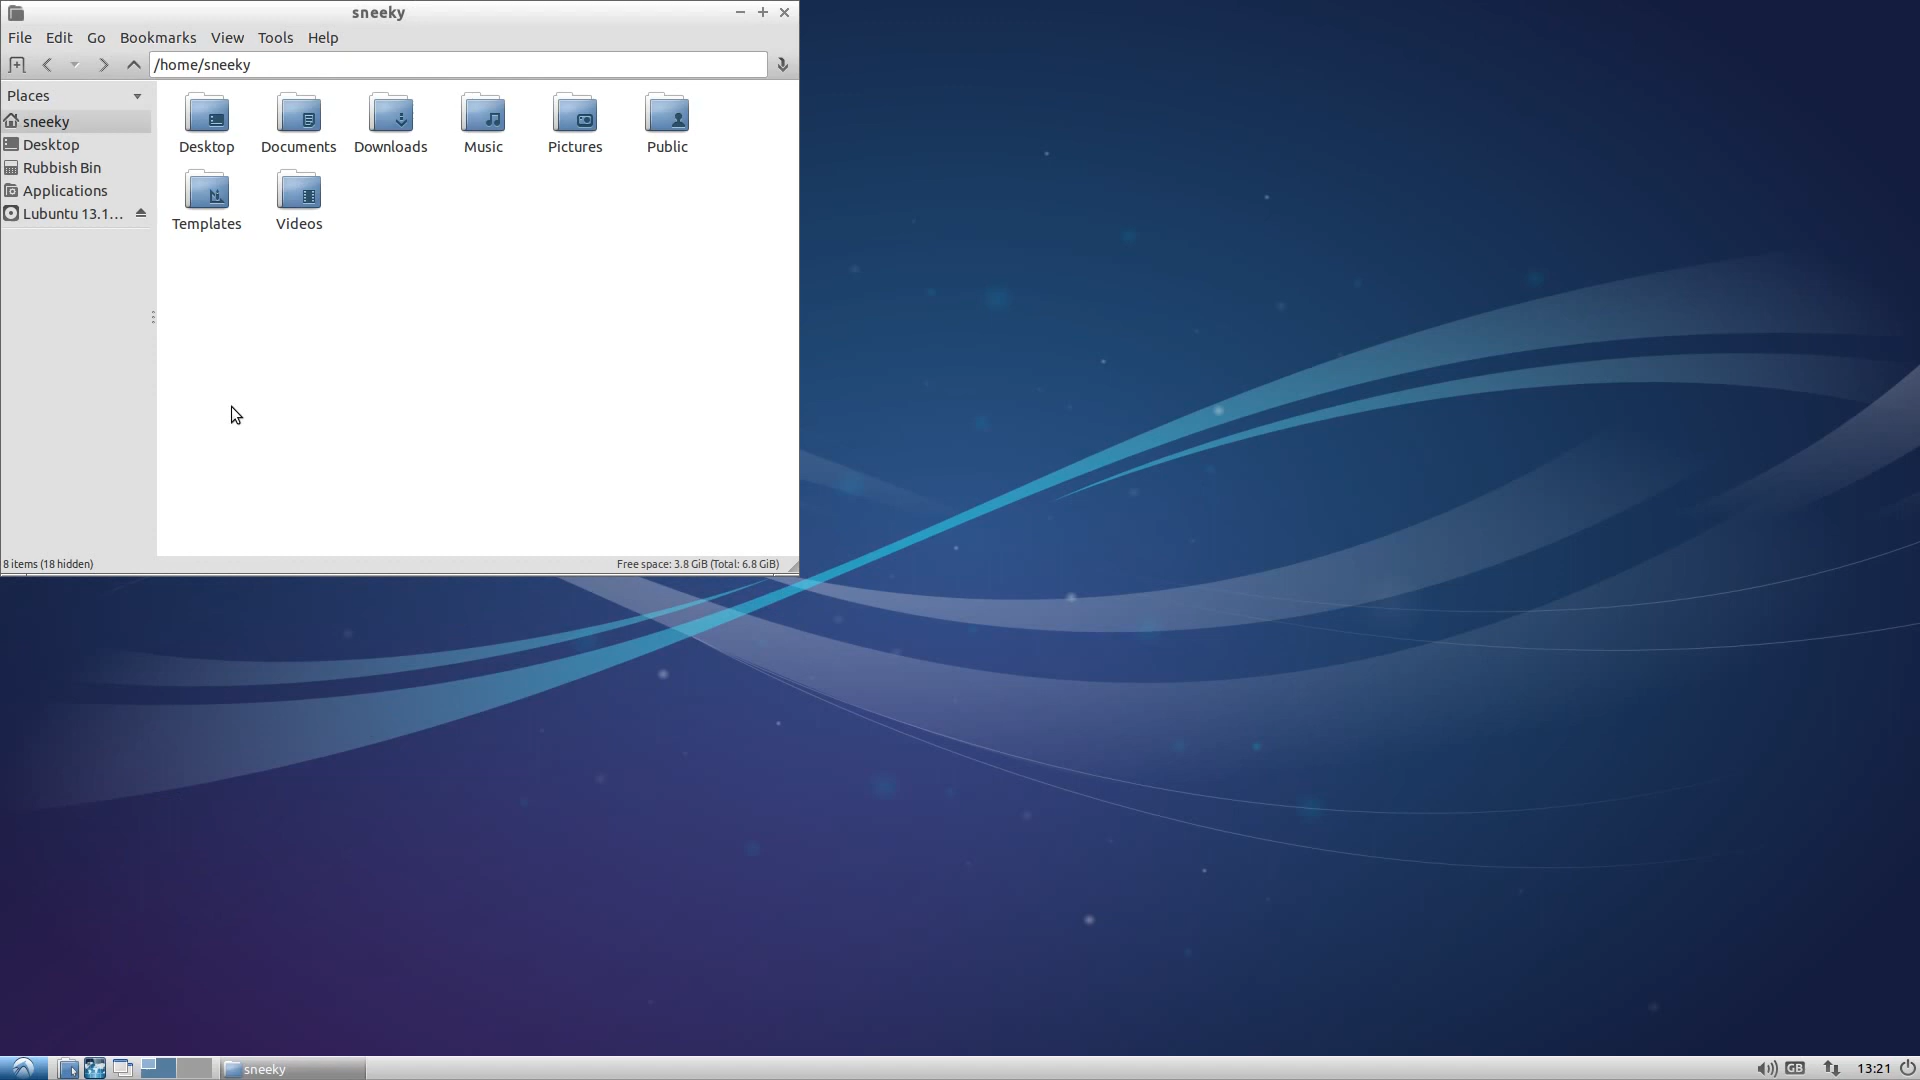 sneeky
File Edit Go Bookmarks View Tools Help
/home/sneeky
Places
sneeky
Desktop
Rubbish Bin
Applications
Lubuntu 13.1...
Desktop Documents Downloads Music Pictures Public
Templates Videos
8 items (18 hidden) Free space: 3.8 GiB (Total: 6.8 GiB)
sneeky GB 13:21